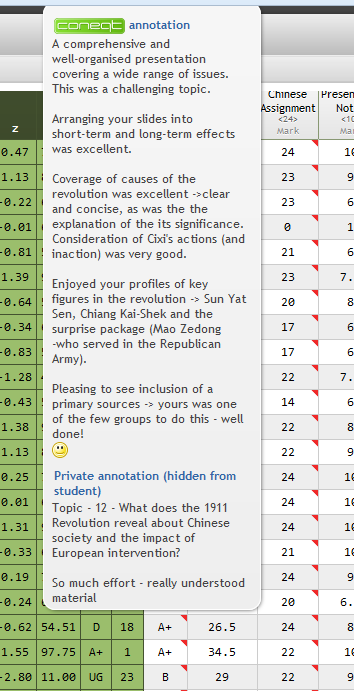 coneqt annotation
A comprehensive and
well-organised presentation
covering a wide range of issues.
This was a challenging topic.
Arranging your slides into
short-term and long-term effects
was excellent.
Coverage of causes of the
revolution was excellent ->clear
and concise, as was the the
explanation of the its significance.
Consideration of Cixi's actions (and
inaction) was very good.
Enjoyed your profiles of key
figures in the revolution -> Sun Yat
Sen, Chiang Kai-Shek and the
surprise package (Mao Zedong
-who served in the Republican
Army).
Pleasing to see inclusion of a
primary sources -> yours was one
of the few groups to do this - well
done!
Private annotation (hidden from
student)
Topic - 12 - What does the 1911
Revolution reveal about Chinese
society and the impact of
European intervention?
So much effort - really understood
material
z
Chinese
Assignment
<24>
Mark
0.47 24 10
1.13 23 9
-0.22 23 6
-0.01 0 1
-0.81 21 6
1.39 23 7.
-0.64 20 8
-0.34 17 6
-0.83 17 6
-1.28 22 7.
-0.43 14 6
1.38 22 8
1.13 22 9
0.25 24 10
0.01 24 10
1.31 24 9
-0.33 21 10
0.19 24 9
-0.24 20 6.
-0.62 54.51 D 18 A+ 26.5 24 8
1.55 97.75 A+ 1 A+ 34.5 22 10
-2.80 11.00 UG 23 B 29 22 9